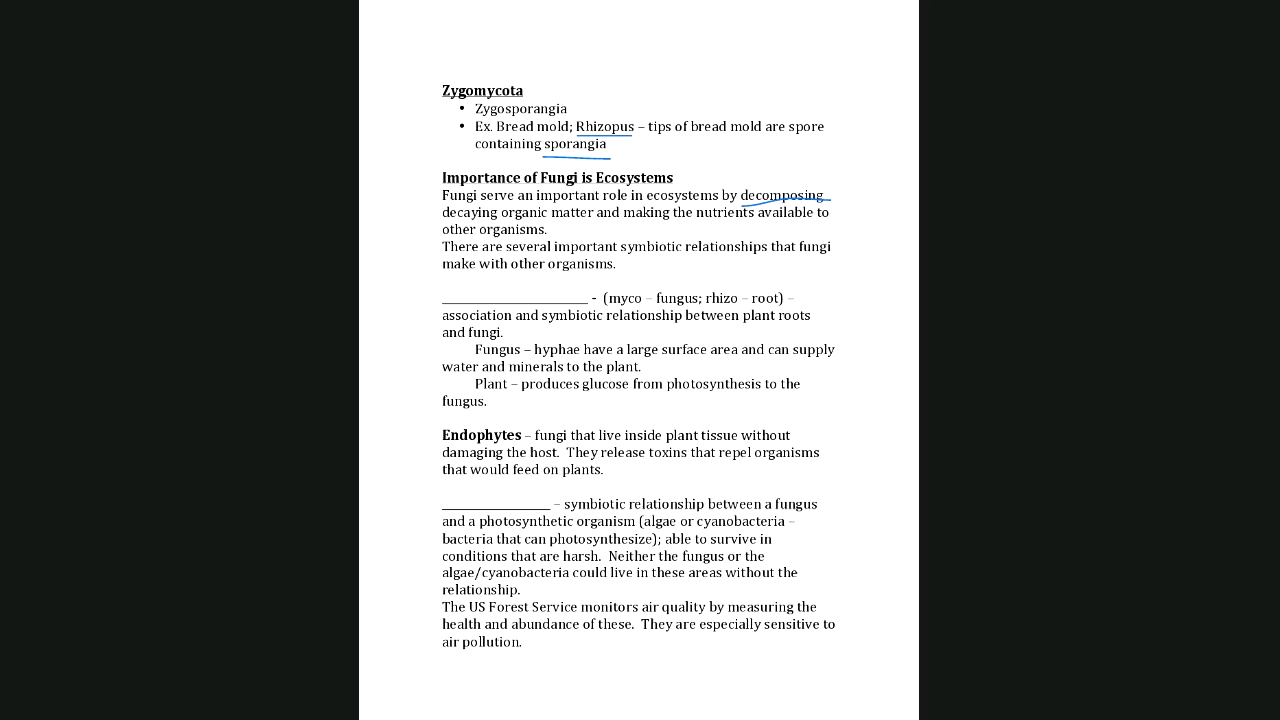 Zygomycota
• Zygosporangia
• Ex. Bread mold; Rhizopus – tips of bread mold are spore
containing sporangia
Importance of Fungi is Ecosystems
Fungi serve an important role in ecosystems by decomposing
decaying organic matter and making the nutrients available to
other organisms.
There are several important symbiotic relationships that fungi
make with other organisms.
______________________ - (myco – fungus; rhizo – root) –
association and symbiotic relationship between plant roots
and fungi.
Fungus – hyphae have a large surface area and can supply
water and minerals to the plant.
Plant – produces glucose from photosynthesis to the
fungus.
Endophytes – fungi that live inside plant tissue without
damaging the host. They release toxins that repel organisms
that would feed on plants.
________________ – symbiotic relationship between a fungus
and a photosynthetic organism (algae or cyanobacteria –
bacteria that can photosynthesize); able to survive in
conditions that are harsh. Neither the fungus or the
algae/cyanobacteria could live in these areas without the
relationship.
The US Forest Service monitors air quality by measuring the
health and abundance of these. They are especially sensitive to
air pollution.